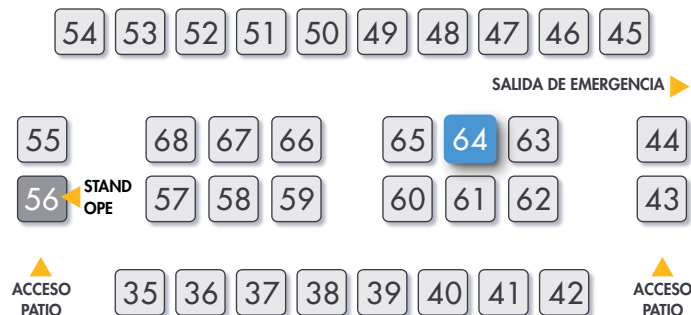 54 53 52 51 50 49 48 47 46 45
SALIDA DE EMERGENCIA
55 68 67 66 65 64 63 44
56 STAND OPE 57 58 59 60 61 62 43
ACCESO PATIO 35 36 37 38 39 40 41 42 ACCESO PATIO